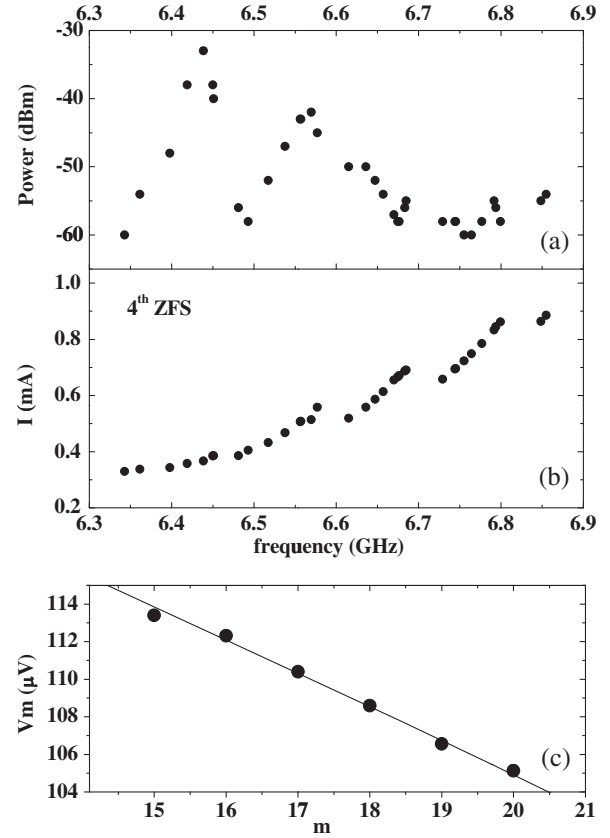 6.3 6.4 6.5 6.6 6.7 6.8 6.9
-30
-40
-50
-60
Power (dBm)
(a)
1.0
0.8
0.6
0.4
0.2
I (mA)
4th ZFS
(b)
6.3 6.4 6.5 6.6 6.7 6.8 6.9
frequency (GHz)
114
112
110
108
106
104
Vm (μV)
(c)
15 16 17 18 19 20 21
m